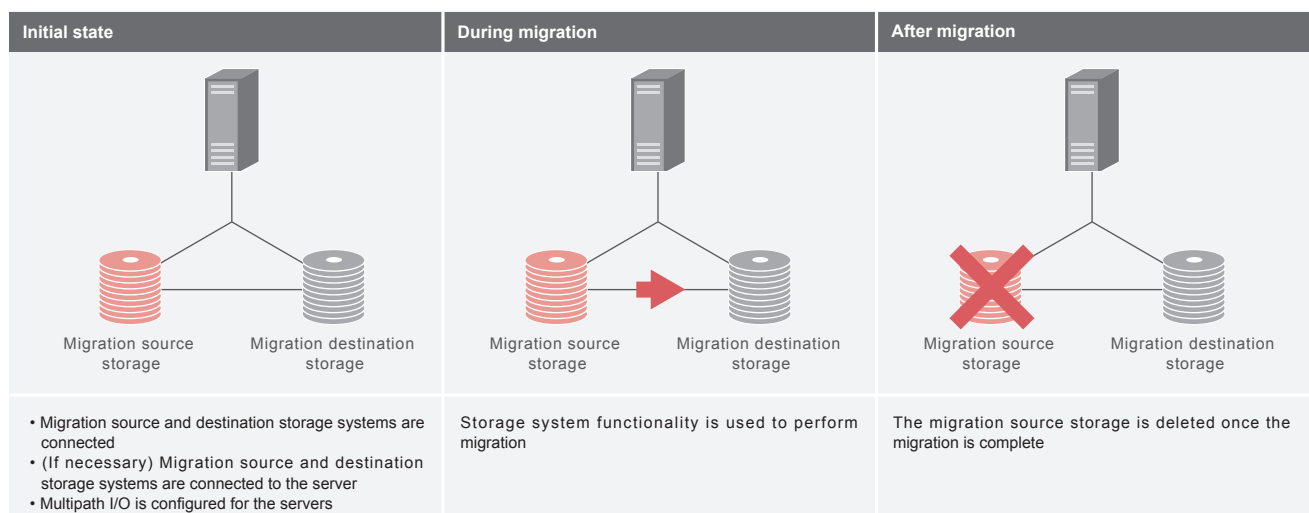 Initial state
During migration
After migration
Migration source
storage
Migration destination
storage
Migration source
storage
Migration destination
storage
Migration source
storage
Migration destination
storage
• Migration source and destination storage systems are
connected
• (If necessary) Migration source and destination
storage systems are connected to the server
• Multipath I/O is configured for the servers
Storage system functionality is used to perform
migration
The migration source storage is deleted once the
migration is complete